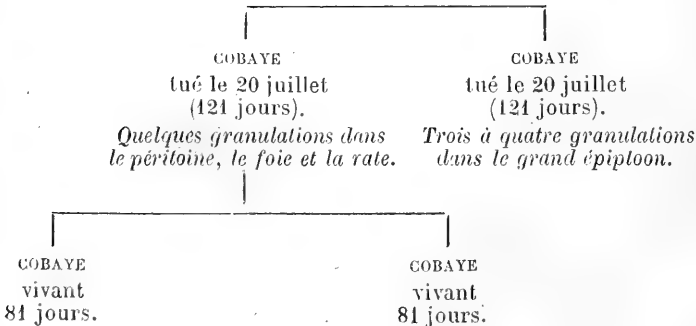 COBAYE
tué le 20 juillet
(121 jours).
Quelques granulations dans
le péritoine, le foie et la rate.
COBAYE
tué le 20 juillet
(121 jours).
Trois à quatre granulations
dans le grand épiploon.
COBAYE
vivant
81 jours.
COBAYE
vivant
81 jours.